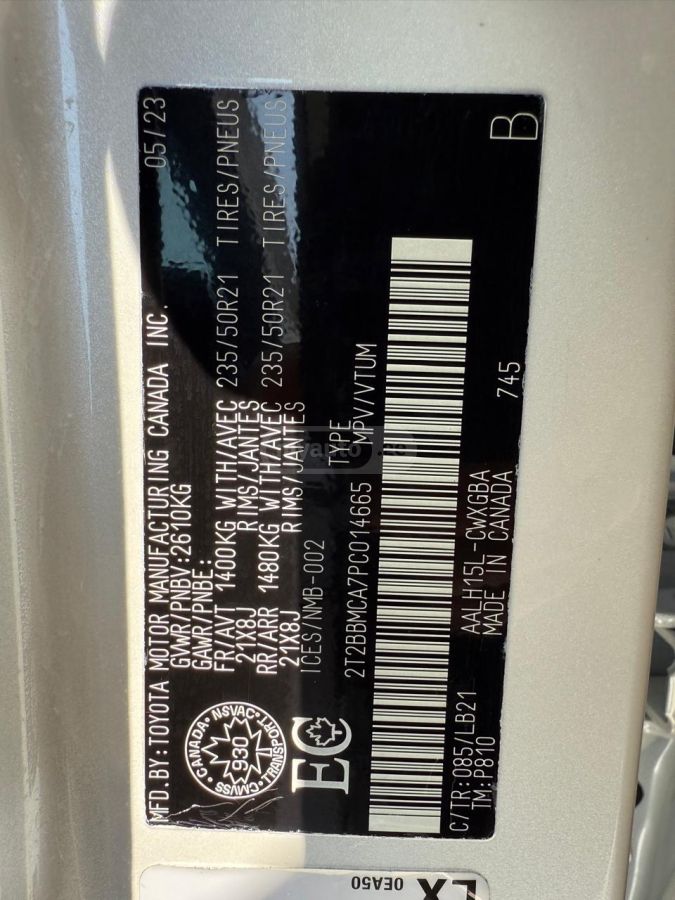 MFD.BY:TOYOTA MOTOR MANUFACTURING CANADA INC. 05/23
GVWR/PNBV:2610KG
GAWR/PNBE:
FR/AVT 1400KG WITH/AVEC 235/50R21 TIRES/PNEUS
21X8J RIMS/JANTES
RR/ARR 1480KG WITH/AVEC 235/50R21 TIRES/PNEUS
21X8J RIMS/JANTES
ICES/NMB-002
TYPE
2T2BBMCA7PC014665 MPV/VTUM
CANADA • NSVAC • TRANSPORT • CMVSS •
930
EC
C/TR:085/LB21 AALH15L-CWXGBA
TM:P810 MADE IN CANADA 745
B
LX
0EA50